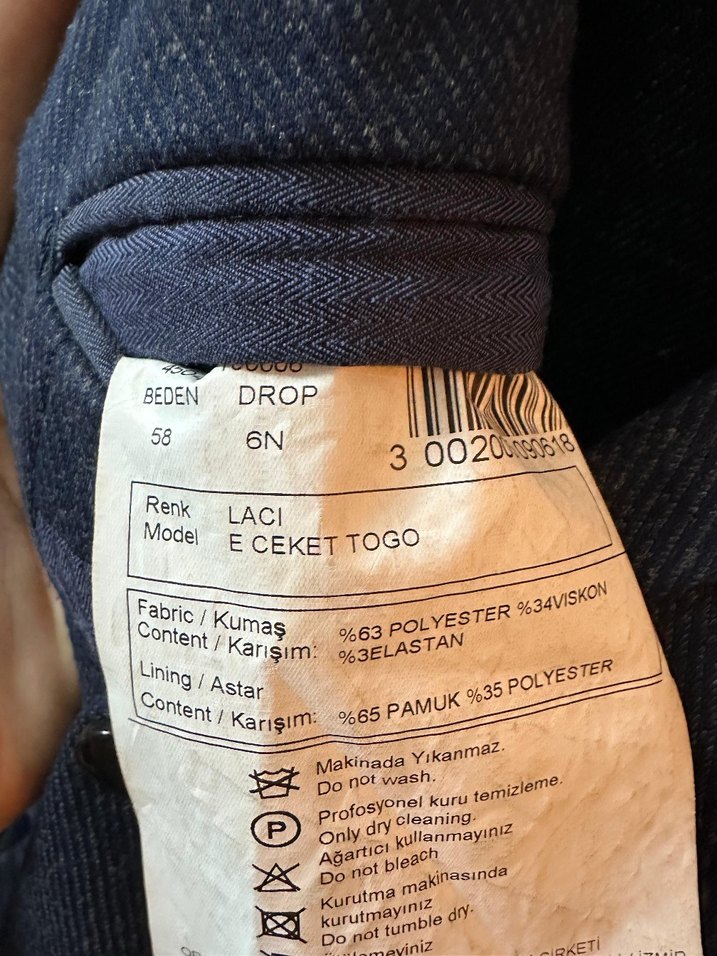 BEDEN DROP
58 6N
3 00200 090618
Renk LACI
Model E CEKET TOGO
Fabric / Kumaş
Content / Karışım: %63 POLYESTER %34VISKON
%3ELASTAN
Lining / Astar
Content / Karışım: %65 PAMUK %35 POLYESTER
Makinada Yıkanmaz.
Do not wash.
P
Profosyonel kuru temizleme.
Only dry cleaning.
Ağartıcı kullanmayınız
Do not bleach
Kurutma makinasında
kurutmayınız
Do not tumble dry.